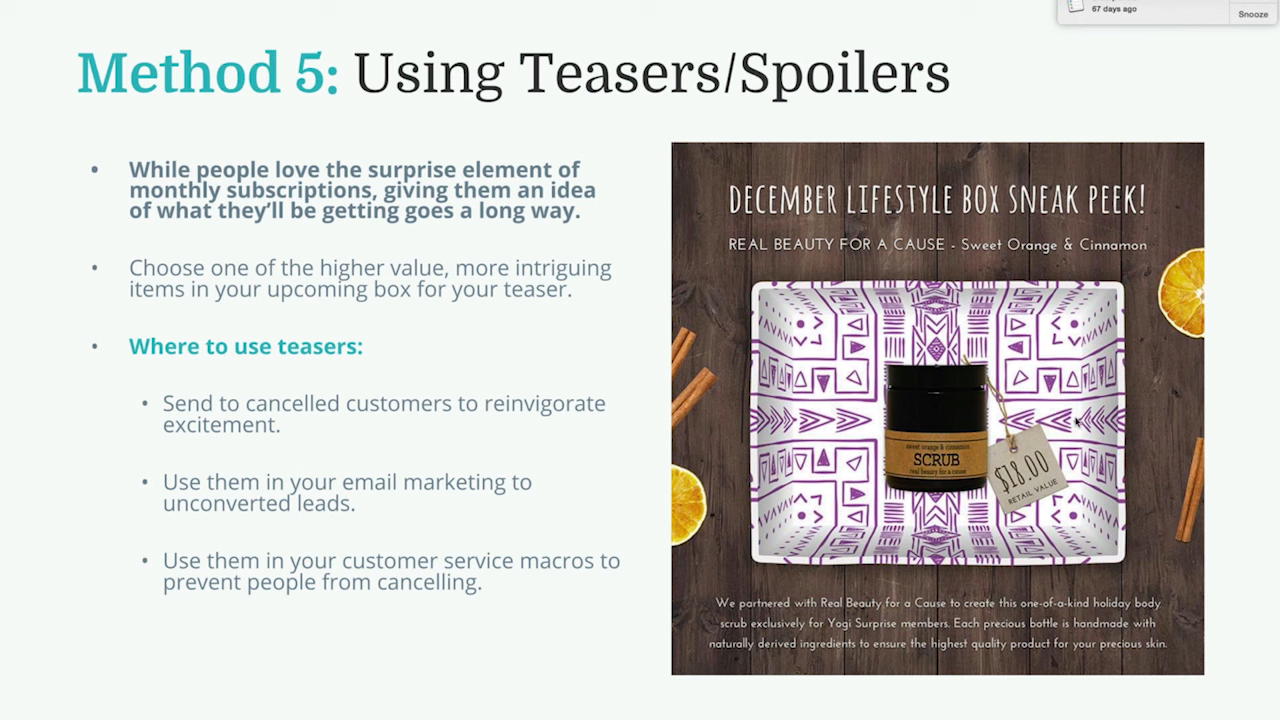 67 days ago
Snooze
Method 5: Using Teasers/Spoilers
• While people love the surprise element of
monthly subscriptions, giving them an idea
of what they'll be getting goes a long way.
• Choose one of the higher value, more intriguing
items in your upcoming box for your teaser.
• Where to use teasers:
• Send to cancelled customers to reinvigorate
excitement.
• Use them in your email marketing to
unconverted leads.
• Use them in your customer service macros to
prevent people from cancelling.
DECEMBER LIFESTYLE BOX SNEAK PEEK!
REAL BEAUTY FOR A CAUSE - Sweet Orange & Cinnamon
sweet orange & cinnamon
SCRUB
real beauty for a cause
$18.00
RETAIL VALUE
We partnered with Real Beauty for a Cause to create this one-of-a-kind holiday body
scrub exclusively for Yogi Surprise members. Each precious bottle is handmade with
naturally derived ingredients to ensure the highest quality product for your precious skin.